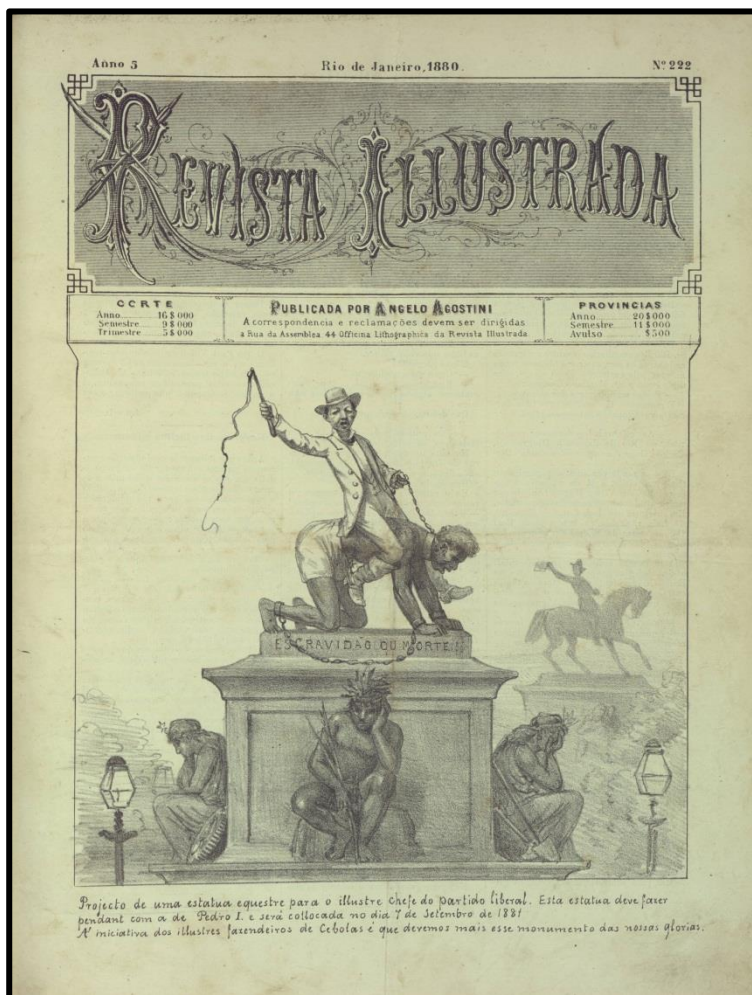 Anno 5 Rio de Janeiro, 1880. Nº 222
REVISTA ILLUSTRADA
CORTE
Anno 16$000
Semestre 9$000
Trimestre 5$000
PUBLICADA POR ANGELO AGOSTINI
A correspondencia e reclamações devem ser dirigidas
a Rua da Assemblea 44 Officina Lithographica da Revista Illustrada
PROVINCIAS
Anno 20$000
Semestre 11$000
Avulso $500
ESCRAVIDÃO OU MORTE!
Projecto de uma estatua equestre para o illustre chefe do partido liberal. Esta estatua deve fazer
pendant com a de Pedro I. e será collocada no dia 7 de Setembro de 1881
A' iniciativa dos illustres fazendeiros de Cebolas é que devemos mais esse monumento das nossas glorias.